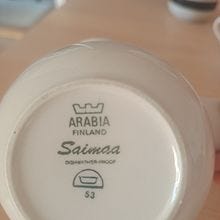 ARABIA
FINLAND
Saimaa
DISHWASHER-PROOF
53